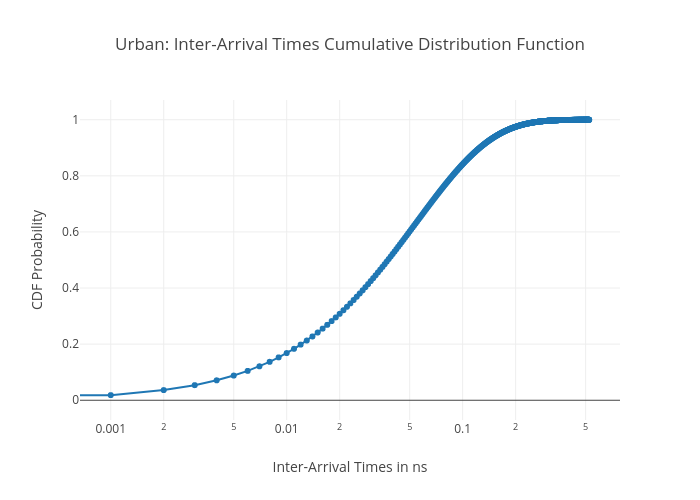 Urban: Inter-Arrival Times Cumulative Distribution Function
1
0.8
0.6
0.4
0.2
0
CDF Probability
0.001 2 5 0.01 2 5 0.1 2 5
Inter-Arrival Times in ns